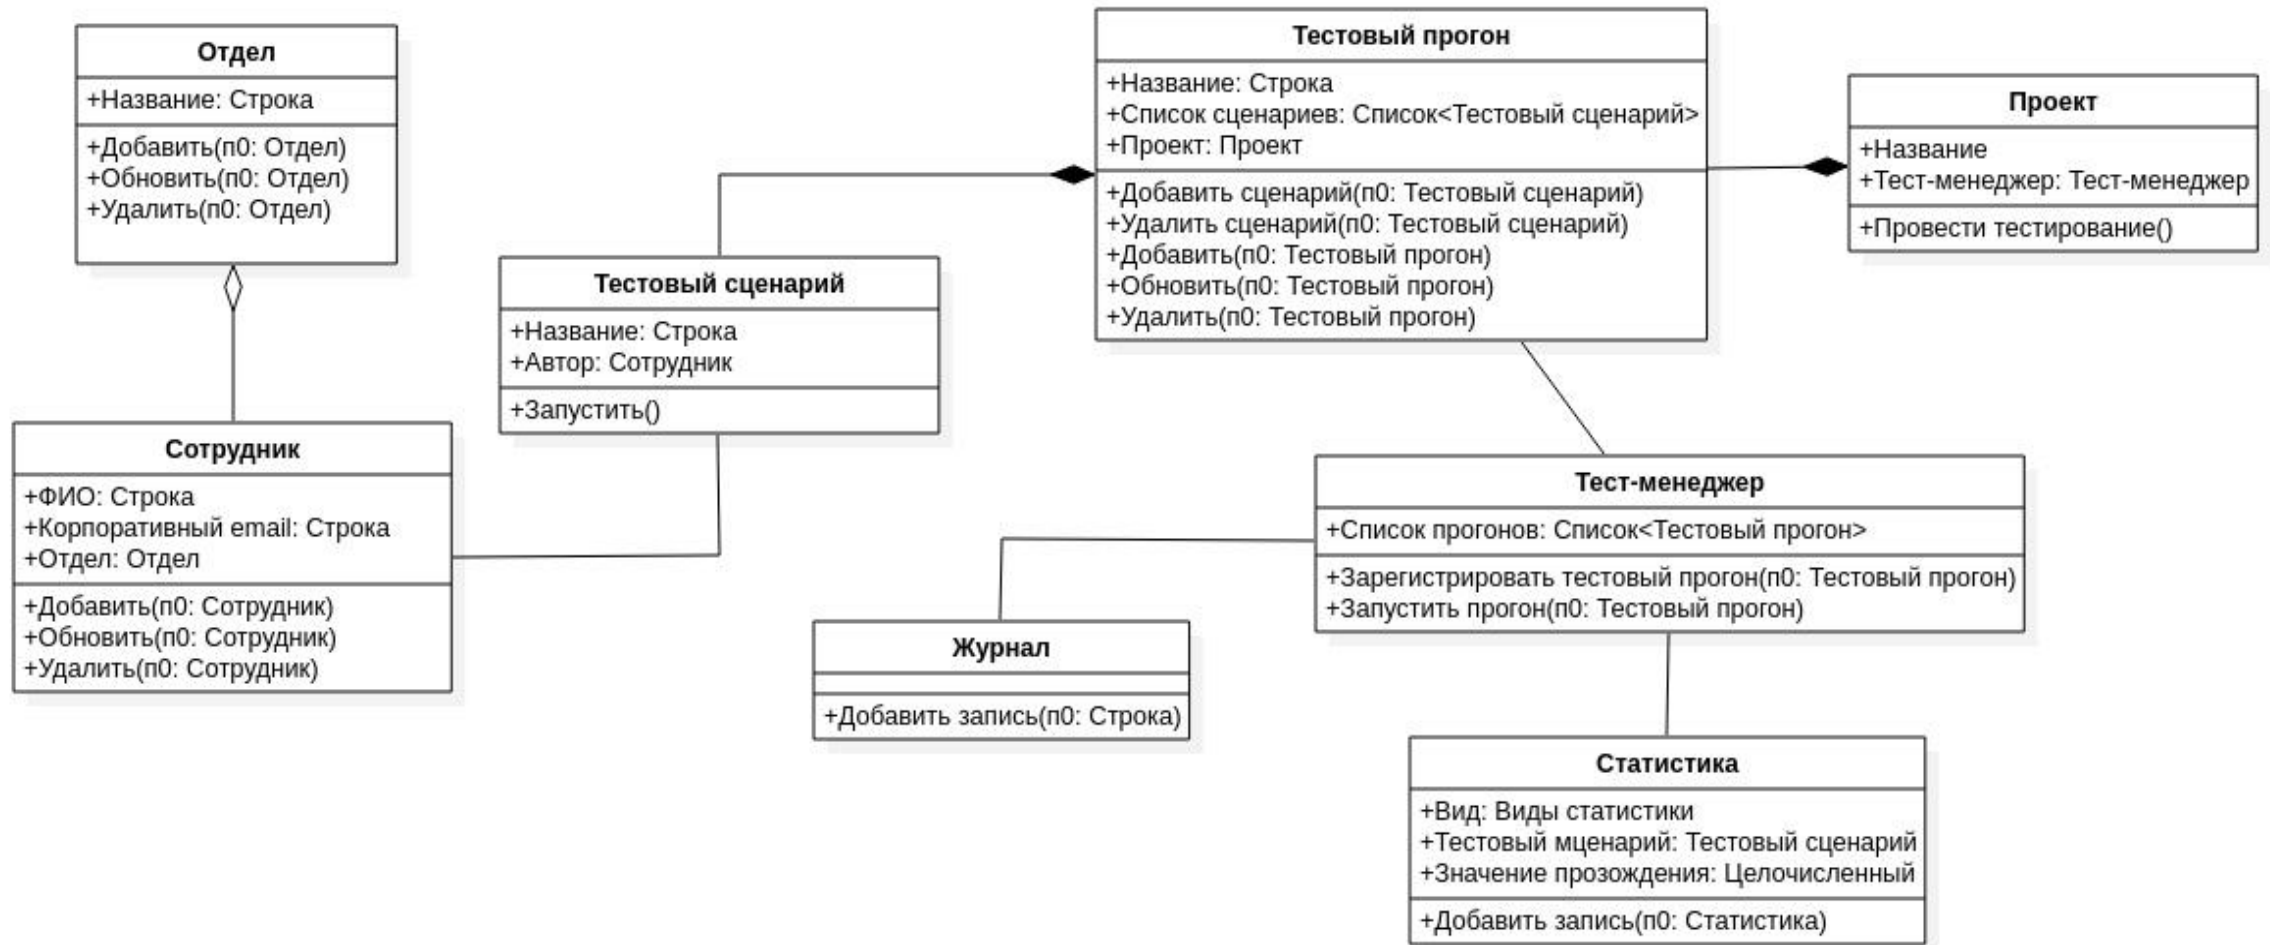 Отдел
+Название: Строка
+Добавить(п0: Отдел)
+Обновить(п0: Отдел)
+Удалить(п0: Отдел)
Сотрудник
+ФИО: Строка
+Корпоративный email: Строка
+Отдел: Отдел
+Добавить(п0: Сотрудник)
+Обновить(п0: Сотрудник)
+Удалить(п0: Сотрудник)
Тестовый сценарий
+Название: Строка
+Автор: Сотрудник
+Запустить()
Тестовый прогон
+Название: Строка
+Список сценариев: Список<Тестовый сценарий>
+Проект: Проект
+Добавить сценарий(п0: Тестовый сценарий)
+Удалить сценарий(п0: Тестовый сценарий)
+Добавить(п0: Тестовый прогон)
+Обновить(п0: Тестовый прогон)
+Удалить(п0: Тестовый прогон)
Проект
+Название
+Тест-менеджер: Тест-менеджер
+Провести тестирование()
Тест-менеджер
+Список прогонов: Список<Тестовый прогон>
+Зарегистрировать тестовый прогон(п0: Тестовый прогон)
+Запустить прогон(п0: Тестовый прогон)
Журнал
+Добавить запись(п0: Строка)
Статистика
+Вид: Виды статистики
+Тестовый мценарий: Тестовый сценарий
+Значение прозождения: Целочисленный
+Добавить запись(п0: Статистика)